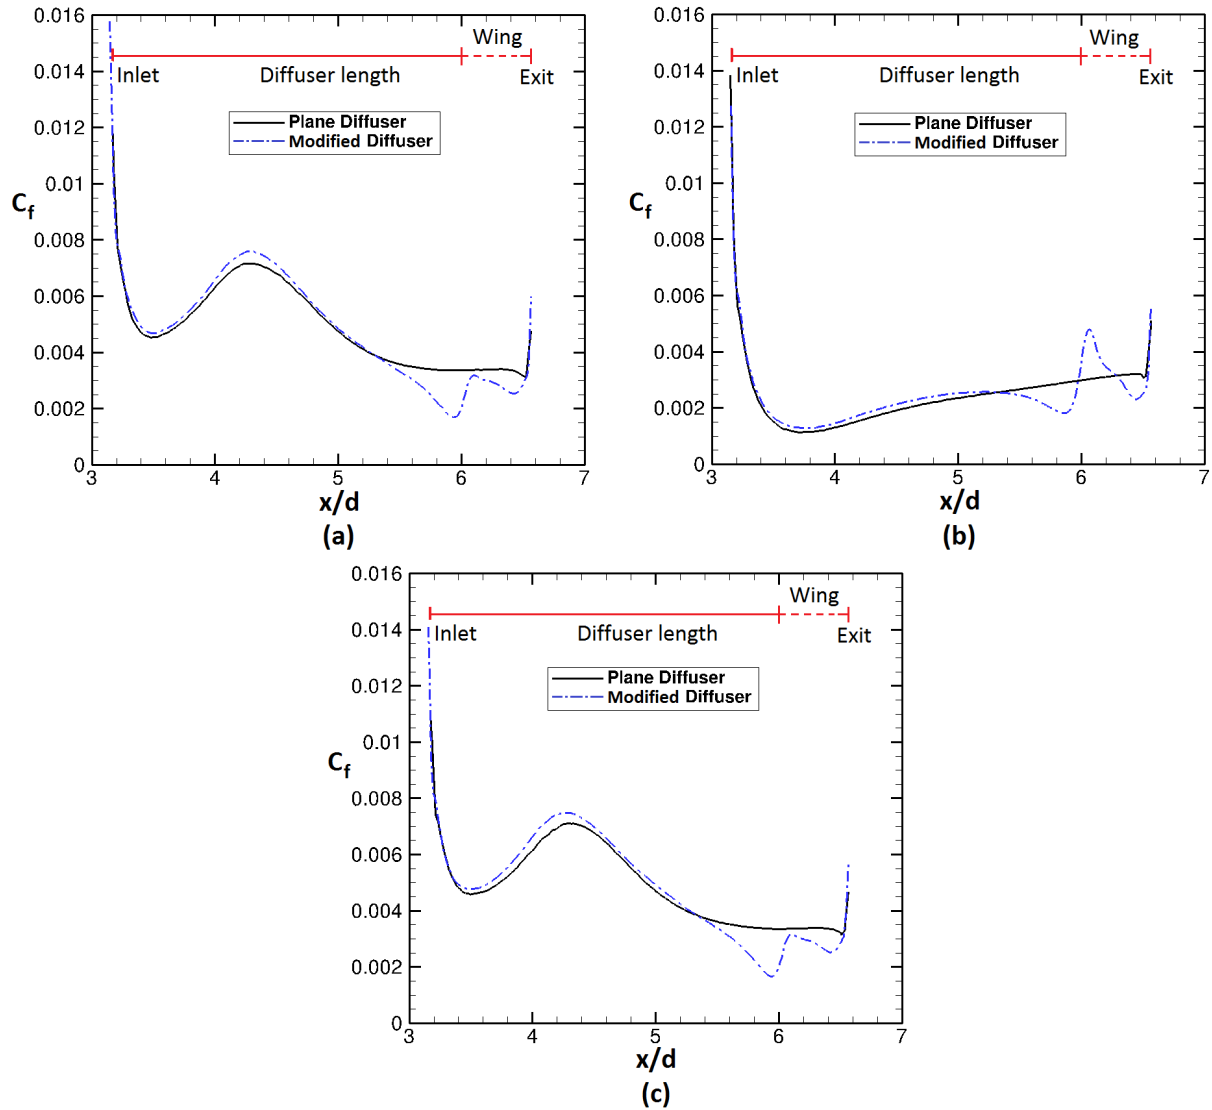 0.016
Wing
0.014
Inlet
Diffuser length
Exit
0.012
Plane Diffuser
Modified Diffuser
0.01
Cf
0.008
0.006
0.004
0.002
0
3
4
5
6
7
x/d
(a)
0.016
Wing
0.014
Inlet
Diffuser length
Exit
0.012
Plane Diffuser
Modified Diffuser
0.01
Cf
0.008
0.006
0.004
0.002
0
3
4
5
6
7
x/d
(b)
0.016
Wing
0.014
Inlet
Diffuser length
Exit
0.012
Plane Diffuser
Modified Diffuser
0.01
Cf
0.008
0.006
0.004
0.002
0
3
4
5
6
7
x/d
(c)